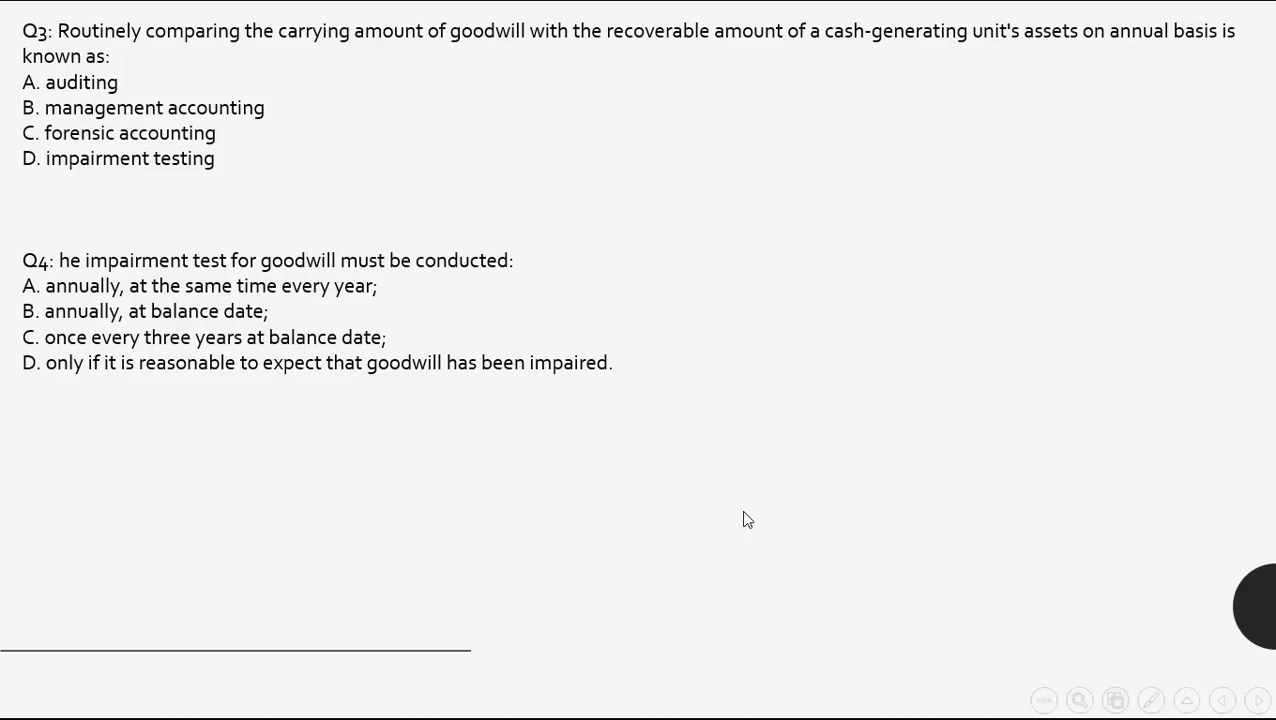 Q3: Routinely comparing the carrying amount of goodwill with the recoverable amount of a cash-generating unit's assets on annual basis is
known as:
A. auditing
B. management accounting
C. forensic accounting
D. impairment testing
Q4: he impairment test for goodwill must be conducted:
A. annually, at the same time every year;
B. annually, at balance date;
C. once every three years at balance date;
D. only if it is reasonable to expect that goodwill has been impaired.